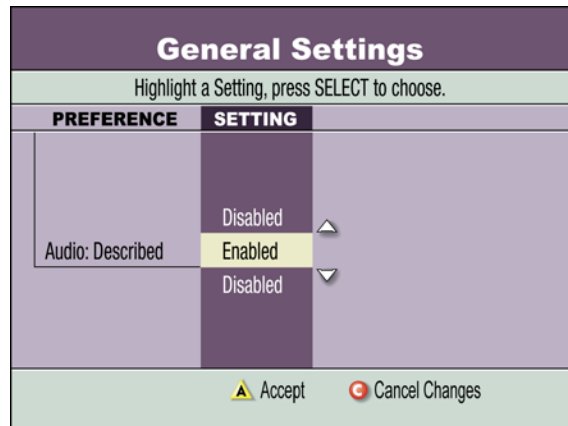 General Settings
Highlight a Setting, press SELECT to choose.
PREFERENCE SETTING
Disabled
Audio: Described Enabled
Disabled
A Accept C Cancel Changes